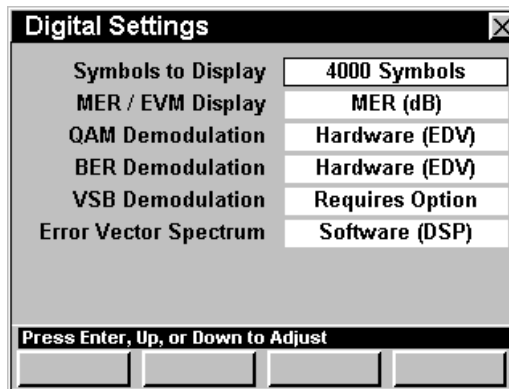 Digital Settings
Symbols to Display 4000 Symbols
MER / EVM Display MER (dB)
QAM Demodulation Hardware (EDV)
BER Demodulation Hardware (EDV)
VSB Demodulation Requires Option
Error Vector Spectrum Software (DSP)
Press Enter, Up, or Down to Adjust